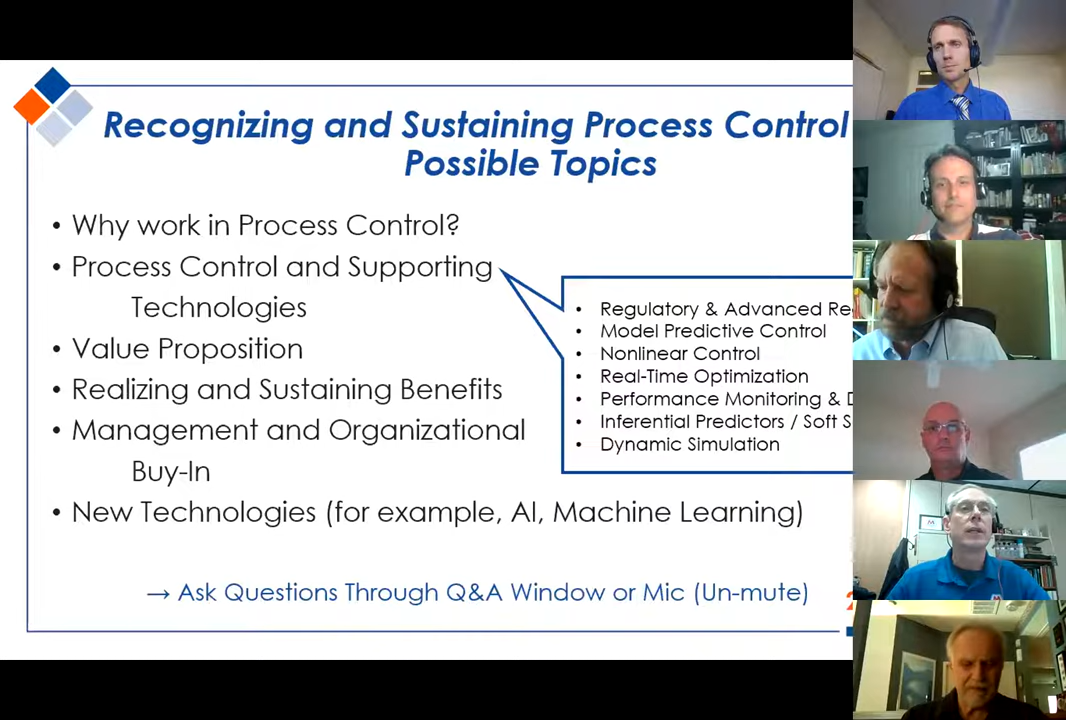 Recognizing and Sustaining Process Control
Possible Topics
• Why work in Process Control?
• Process Control and Supporting
Technologies
• Value Proposition
• Realizing and Sustaining Benefits
• Management and Organizational
Buy-In
• New Technologies (for example, AI, Machine Learning)
• Regulatory & Advanced Re
• Model Predictive Control
• Nonlinear Control
• Real-Time Optimization
• Performance Monitoring & D
• Inferential Predictors / Soft S
• Dynamic Simulation
→ Ask Questions Through Q&A Window or Mic (Un-mute)